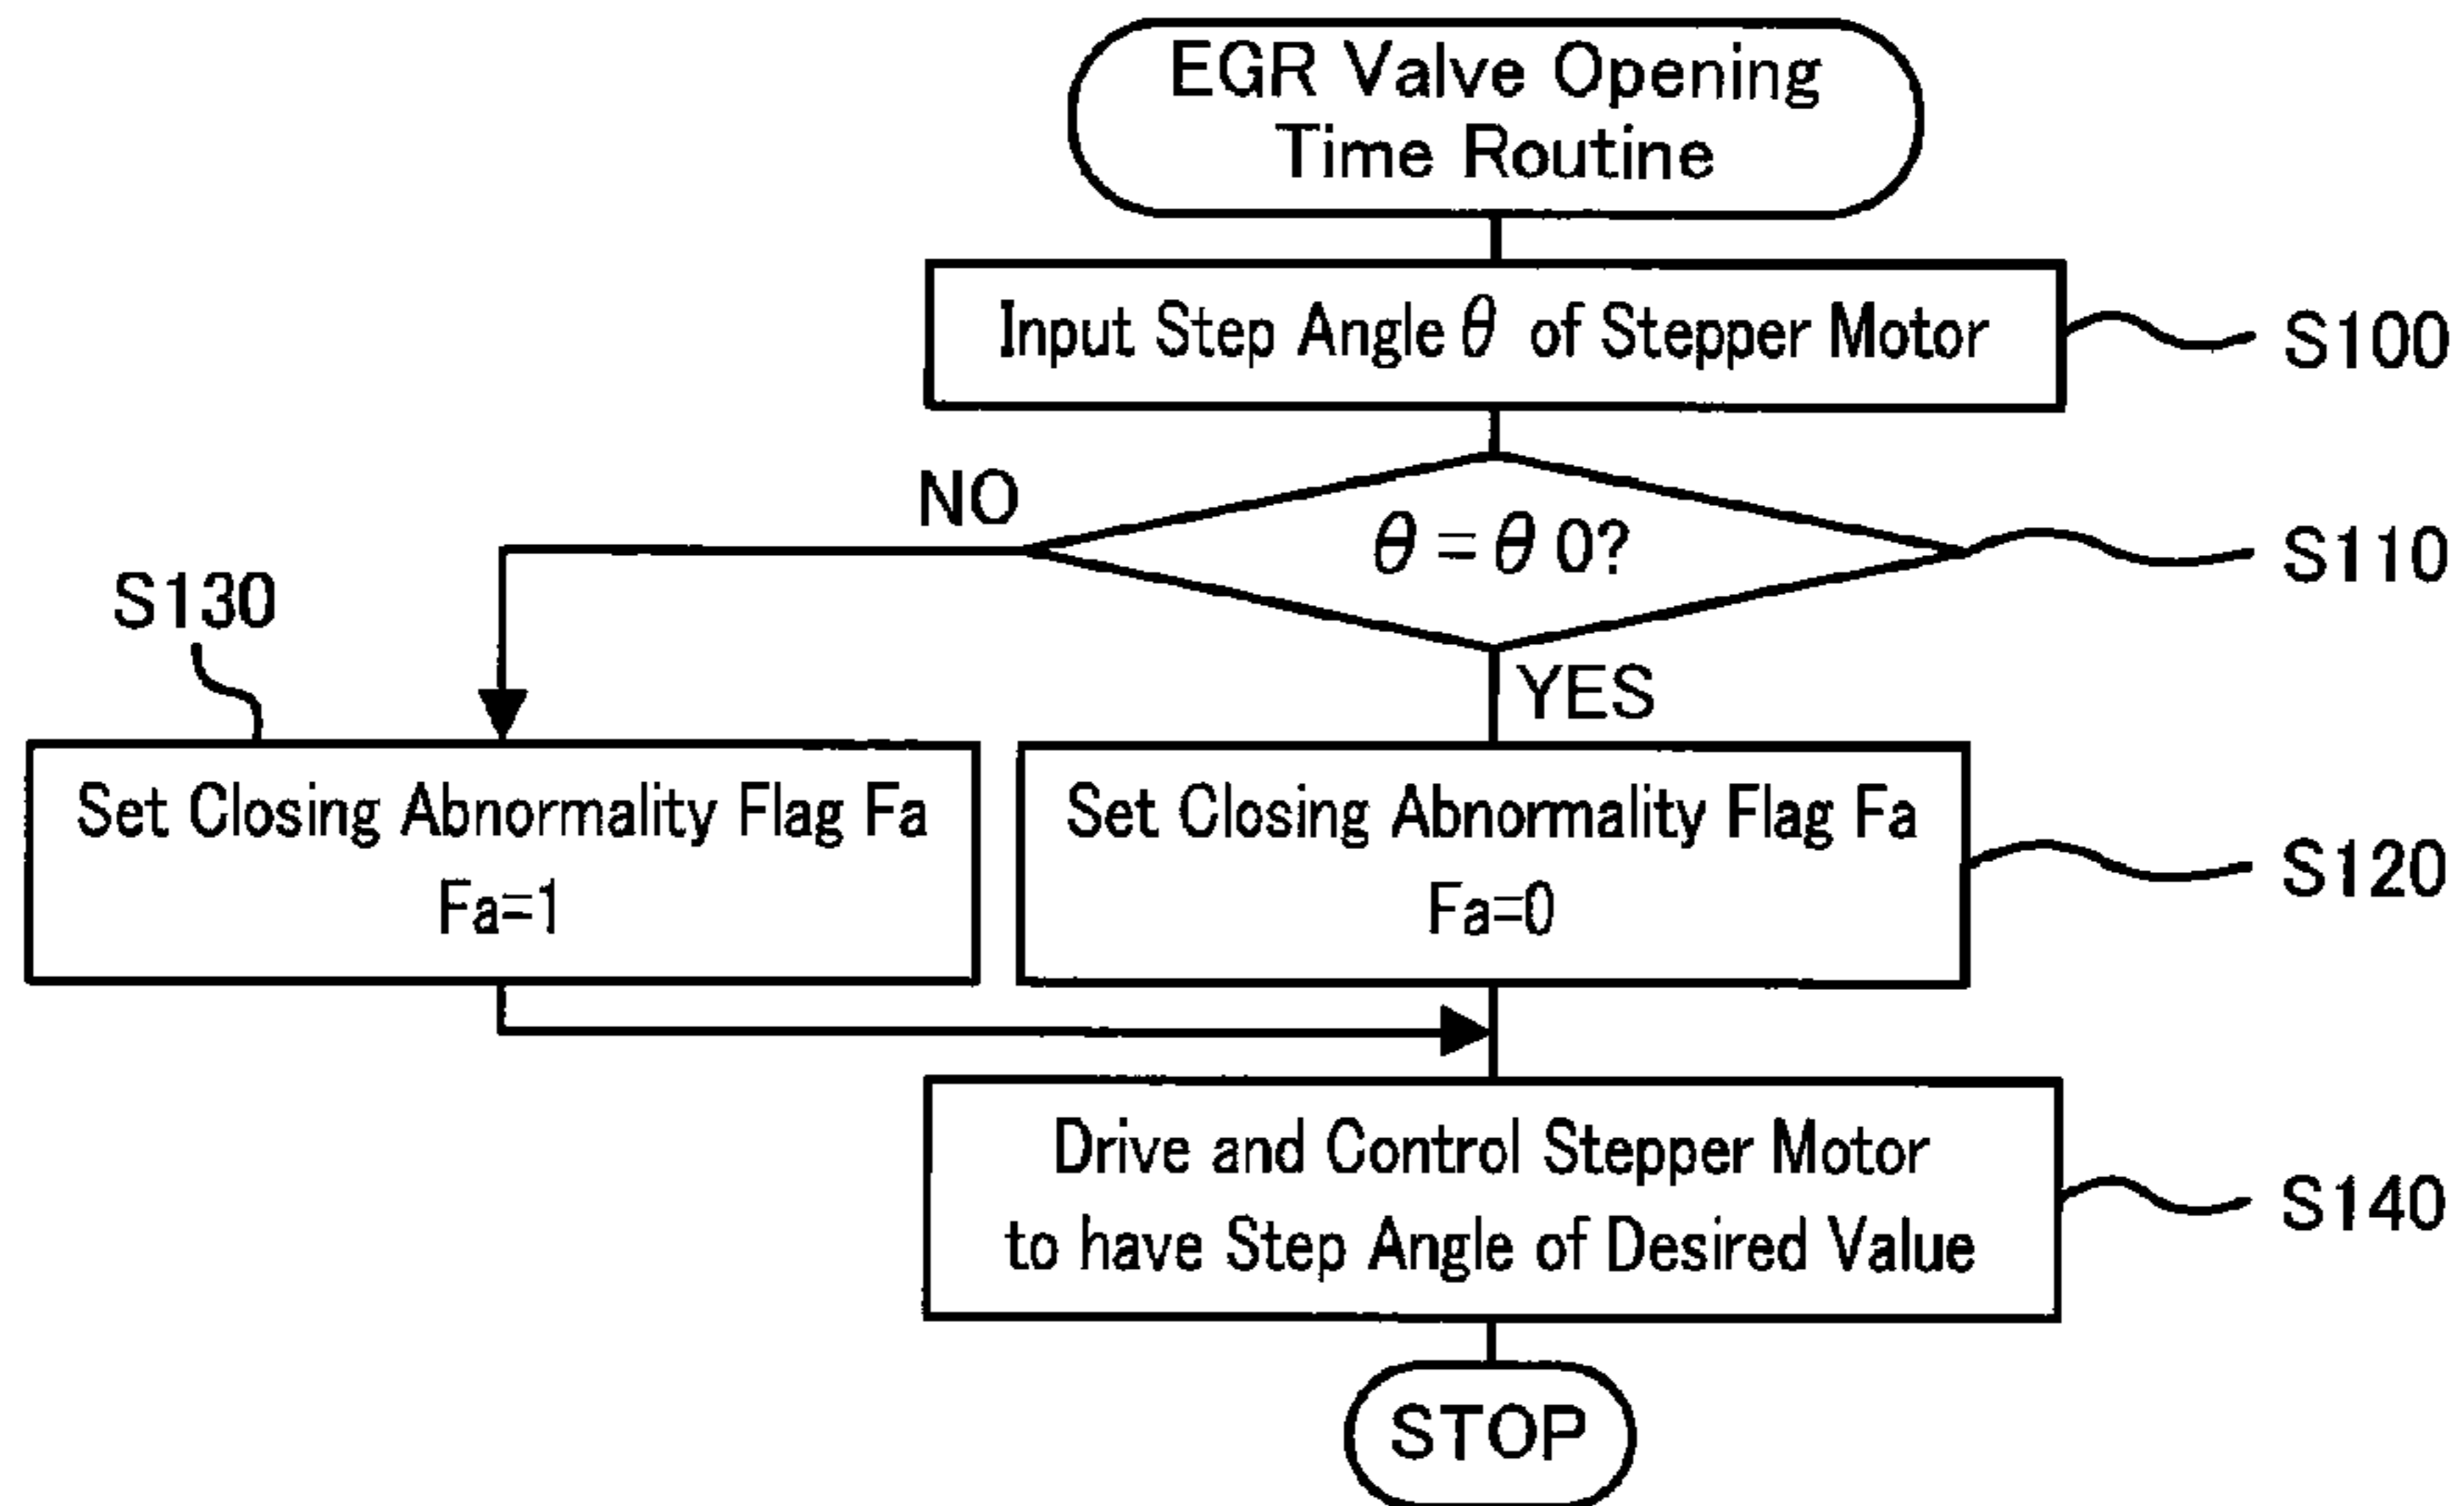 EGR Valve Opening
Time Routine
Input Step Angle θ of Stepper Motor
S100
NO
θ = θ 0?
S110
S130
YES
Set Closing Abnormality Flag Fa
Fa=1
Set Closing Abnormality Flag Fa
Fa=0
S120
Drive and Control Stepper Motor
to have Step Angle of Desired Value
S140
STOP